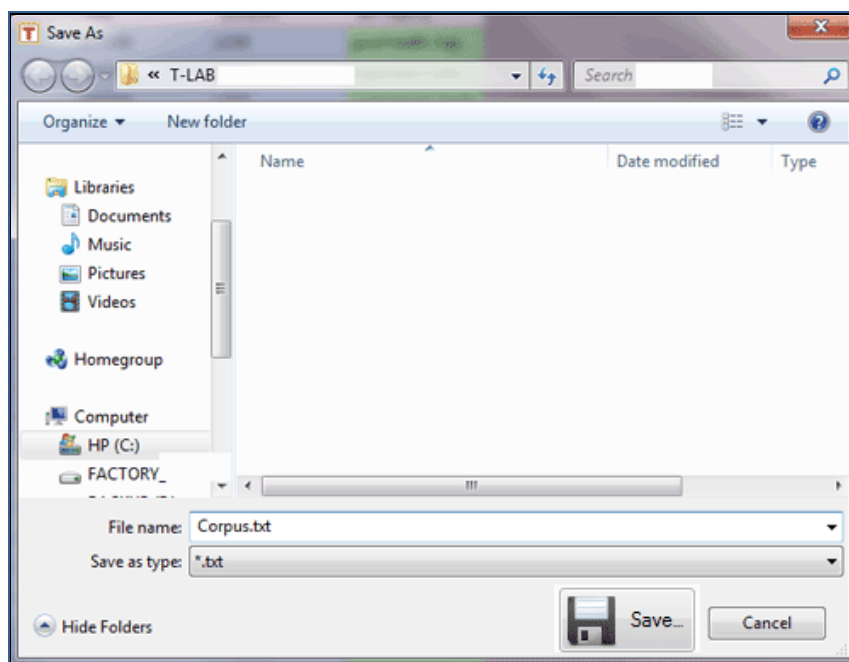 T Save As
« T-LAB
Search
Organize
New folder
Name
Date modified
Type
Libraries
Documents
Music
Pictures
Videos
Homegroup
Computer
HP (C:)
FACTORY_
File name: Corpus.txt
Save as type: *.txt
Hide Folders
Save...
Cancel